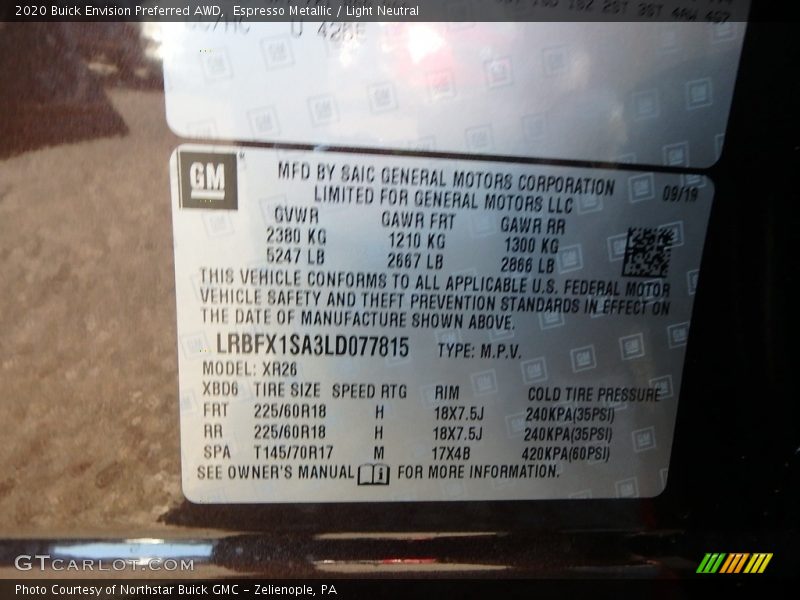 2020 Buick Envision Preferred AWD,  Espresso Metallic / Light Neutral
GM
MFD BY SAIC GENERAL MOTORS CORPORATION
LIMITED FOR GENERAL MOTORS LLC
09/19
GVWR GAWR FRT GAWR RR
2380 KG 1210 KG 1300 KG
5247 LB 2667 LB 2866 LB
THIS VEHICLE CONFORMS TO ALL APPLICABLE U.S. FEDERAL MOTOR
VEHICLE SAFETY AND THEFT PREVENTION STANDARDS IN EFFECT ON
THE DATE OF MANUFACTURE SHOWN ABOVE.
LRBFX1SA3LD077815 TYPE: M.P.V.
MODEL: XR26
XBD6 TIRE SIZE SPEED RTG RIM COLD TIRE PRESSURE
FRT 225/60R18 H 18X7.5J 240KPA(35PSI)
RR 225/60R18 H 18X7.5J 240KPA(35PSI)
SPA T145/70R17 M 17X4B 420KPA(60PSI)
SEE OWNER'S MANUAL FOR MORE INFORMATION.
GTCARLOT.COM
Photo Courtesy of Northstar Buick GMC – Zelienople, PA